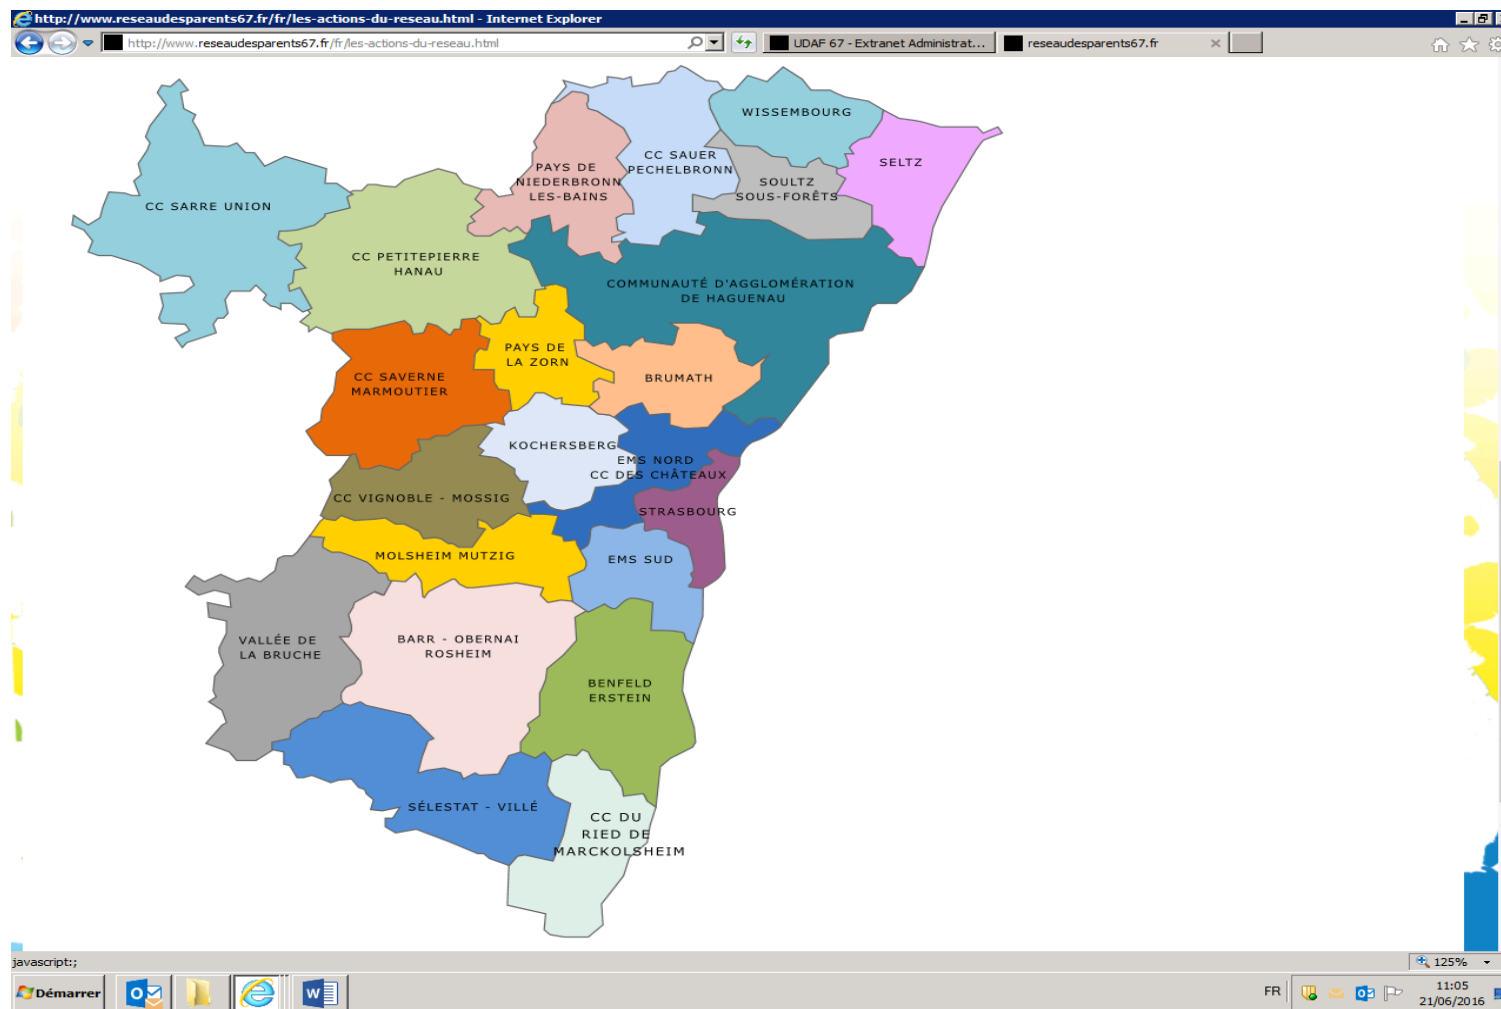 http://www.reseaudesparents67.fr/fr/les-actions-du-reseau.html - Internet Explorer
http://www.reseaudesparents67.fr/fr/les-actions-du-reseau.html
UDAF 67 - Extranet Administrat...
reseaudesparents67.fr
WISSEMBOURG
SELTZ
CC SAUER
PECHELBRONN
PAYS DE
NIEDERBRONN
LES-BAINS
SOULTZ
SOUS-FORÊTS
CC SARRE UNION
CC PETITEPIERRE
HANAU
COMMUNAUTÉ D'AGGLOMÉRATION
DE HAGUENAU
PAYS DE
LA ZORN
CC SAVERNE
MARMOUTIER
BRUMATH
KOCHERSBERG
EMS NORD
CC DES CHÂTEAUX
CC VIGNOBLE - MOSSIG
STRASBOURG
MOLSHEIM MUTZIG
EMS SUD
VALLÉE DE
LA BRUCHE
BARR - OBERNAI
ROSHEIM
BENFELD
ERSTEIN
SÉLESTAT - VILLÉ
CC DU
RIED DE
MARCKOLSHEIM
javascript:;
125%
Démarrer
FR
11:05
21/06/2016